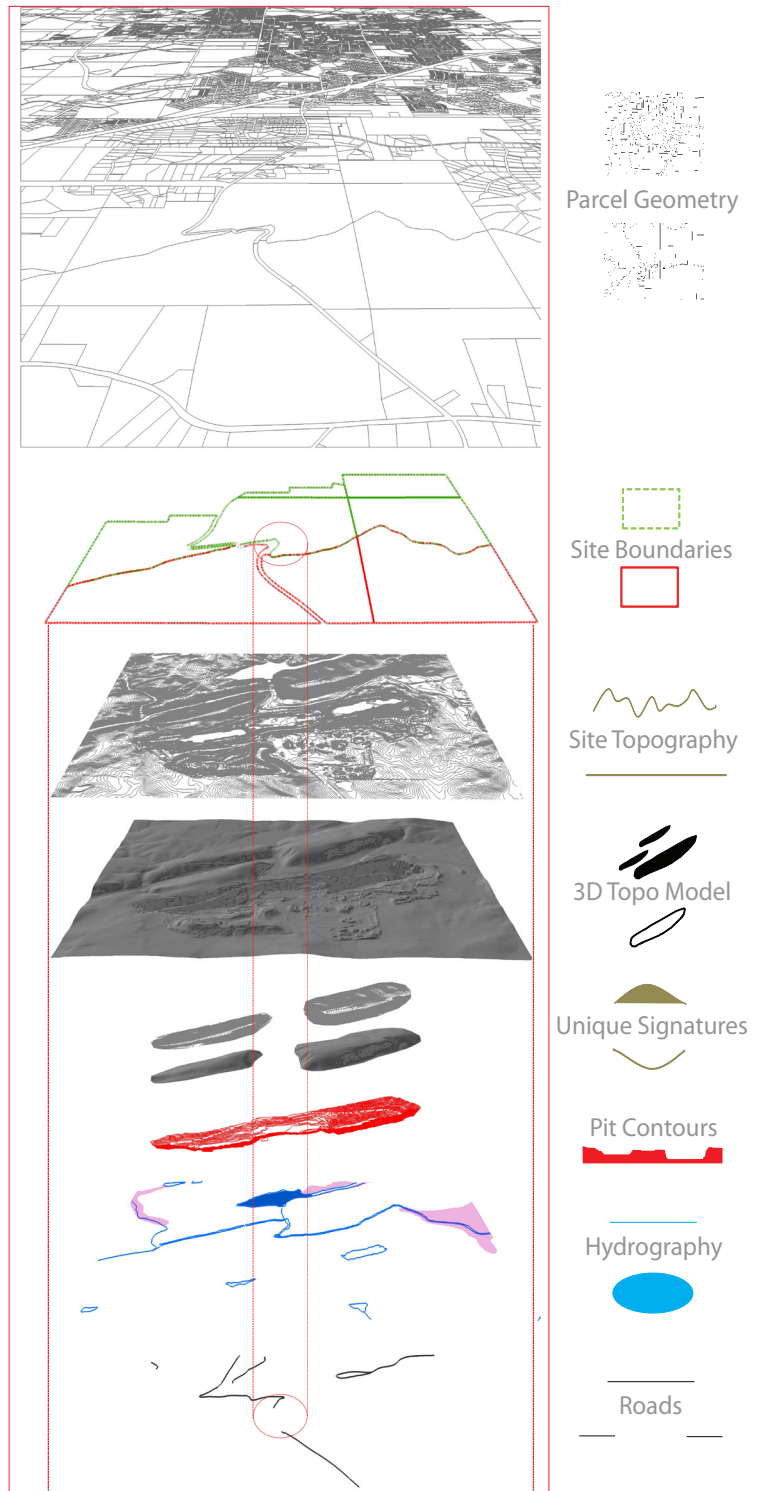 Parcel Geometry
Site Boundaries
Site Topography
3D Topo Model
Unique Signatures
Pit Contours
Hydrography
Roads